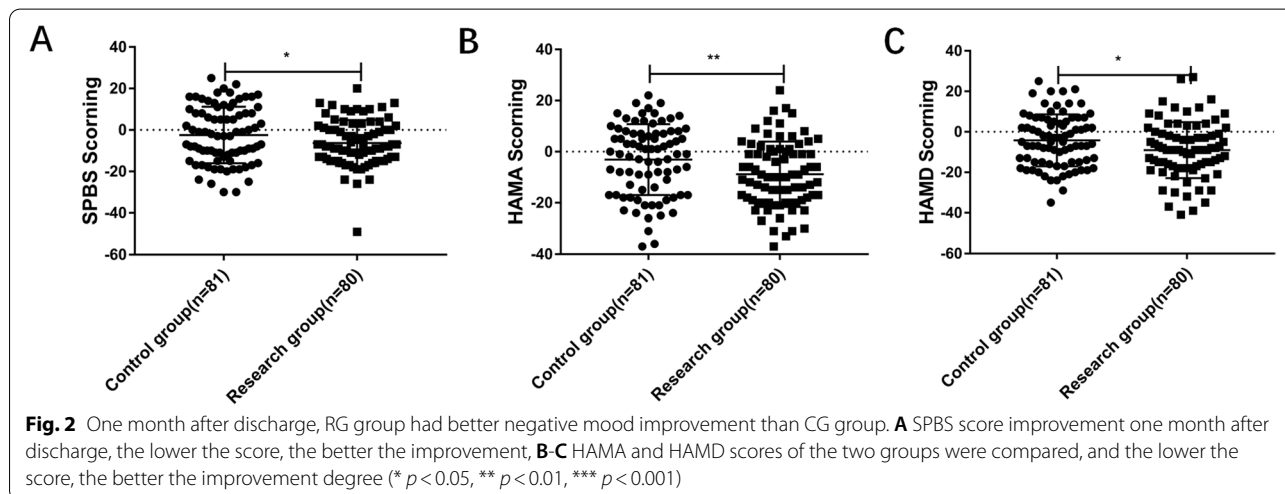 A
B
C
*
**
*
40
20
0
-20
-40
-60
SPBS Scorning
Control group(n=81)
Research group(n=80)
40
20
0
-20
-40
HAMA Scorning
Control group(n=81)
Research group(n=80)
40
20
0
-20
-40
-60
HAMD Scorning
Control group(n=81)
Research group(n=80)
Fig. 2 One month after discharge, RG group had better negative mood improvement than CG group. A SPBS score improvement one month after
discharge, the lower the score, the better the improvement, B-C HAMA and HAMD scores of the two groups were compared, and the lower the
score, the better the improvement degree (* p < 0.05, ** p < 0.01, *** p < 0.001)